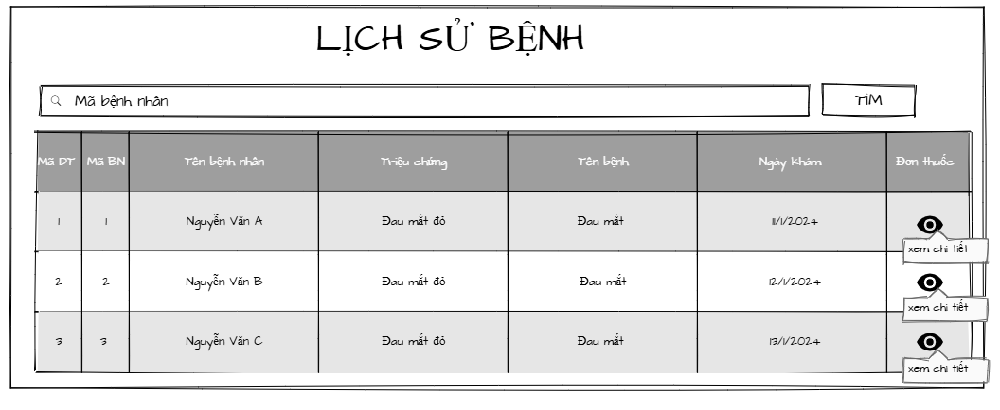 LỊCH SỬ BỆNH
Mã bệnh nhân TÌM
Mã DT Mã BN Tên bệnh nhân Triệu chứng Tên bệnh Ngày khám Đơn thuốc
1 1 Nguyễn Văn A Đau mắt đỏ Đau mắt 11/1/2024
xem chi tiết
2 2 Nguyễn Văn B Đau mắt đỏ Đau mắt 12/1/2024
xem chi tiết
3 3 Nguyễn Văn C Đau mắt đỏ Đau mắt 13/1/2024
xem chi tiết